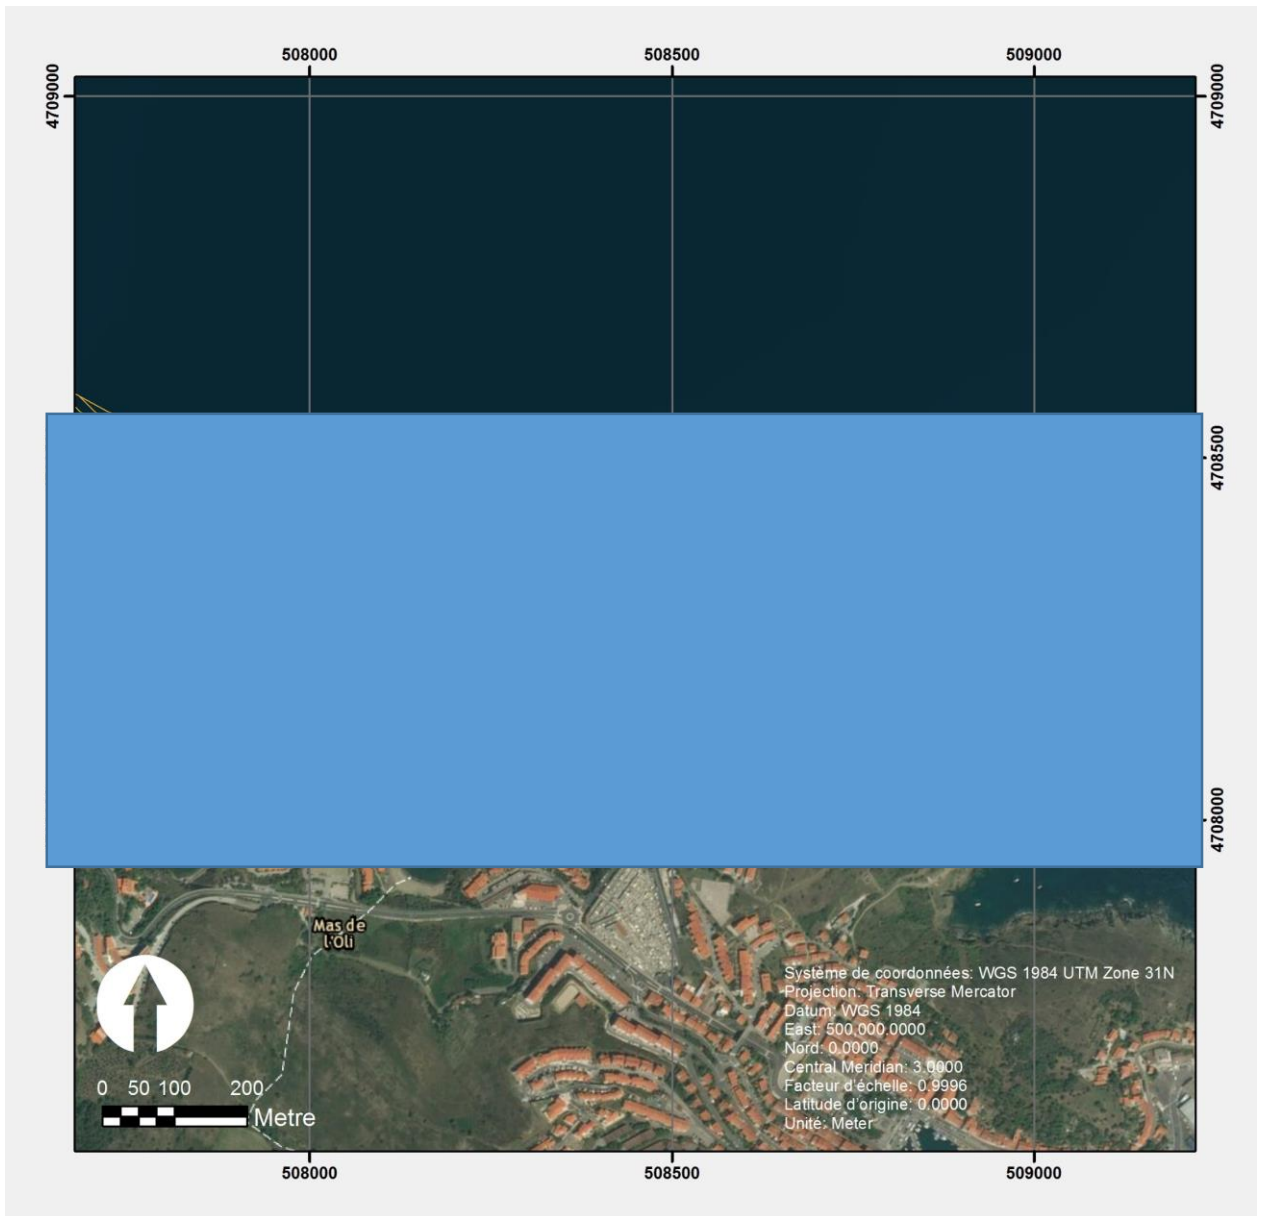 508000 508500 509000
4709000 4709000
4708500
4708000
Mas de
l'Oli
Système de coordonnées: WGS 1984 UTM Zone 31N
Projection: Transverse Mercator
Datum: WGS 1984
East: 500,000.0000
Nord: 0.0000
Central Meridian: 3.0000
Facteur d'échelle: 0.9996
Latitude d'origine: 0.0000
Unité: Meter
0 50 100 200
Metre
508000 508500 509000